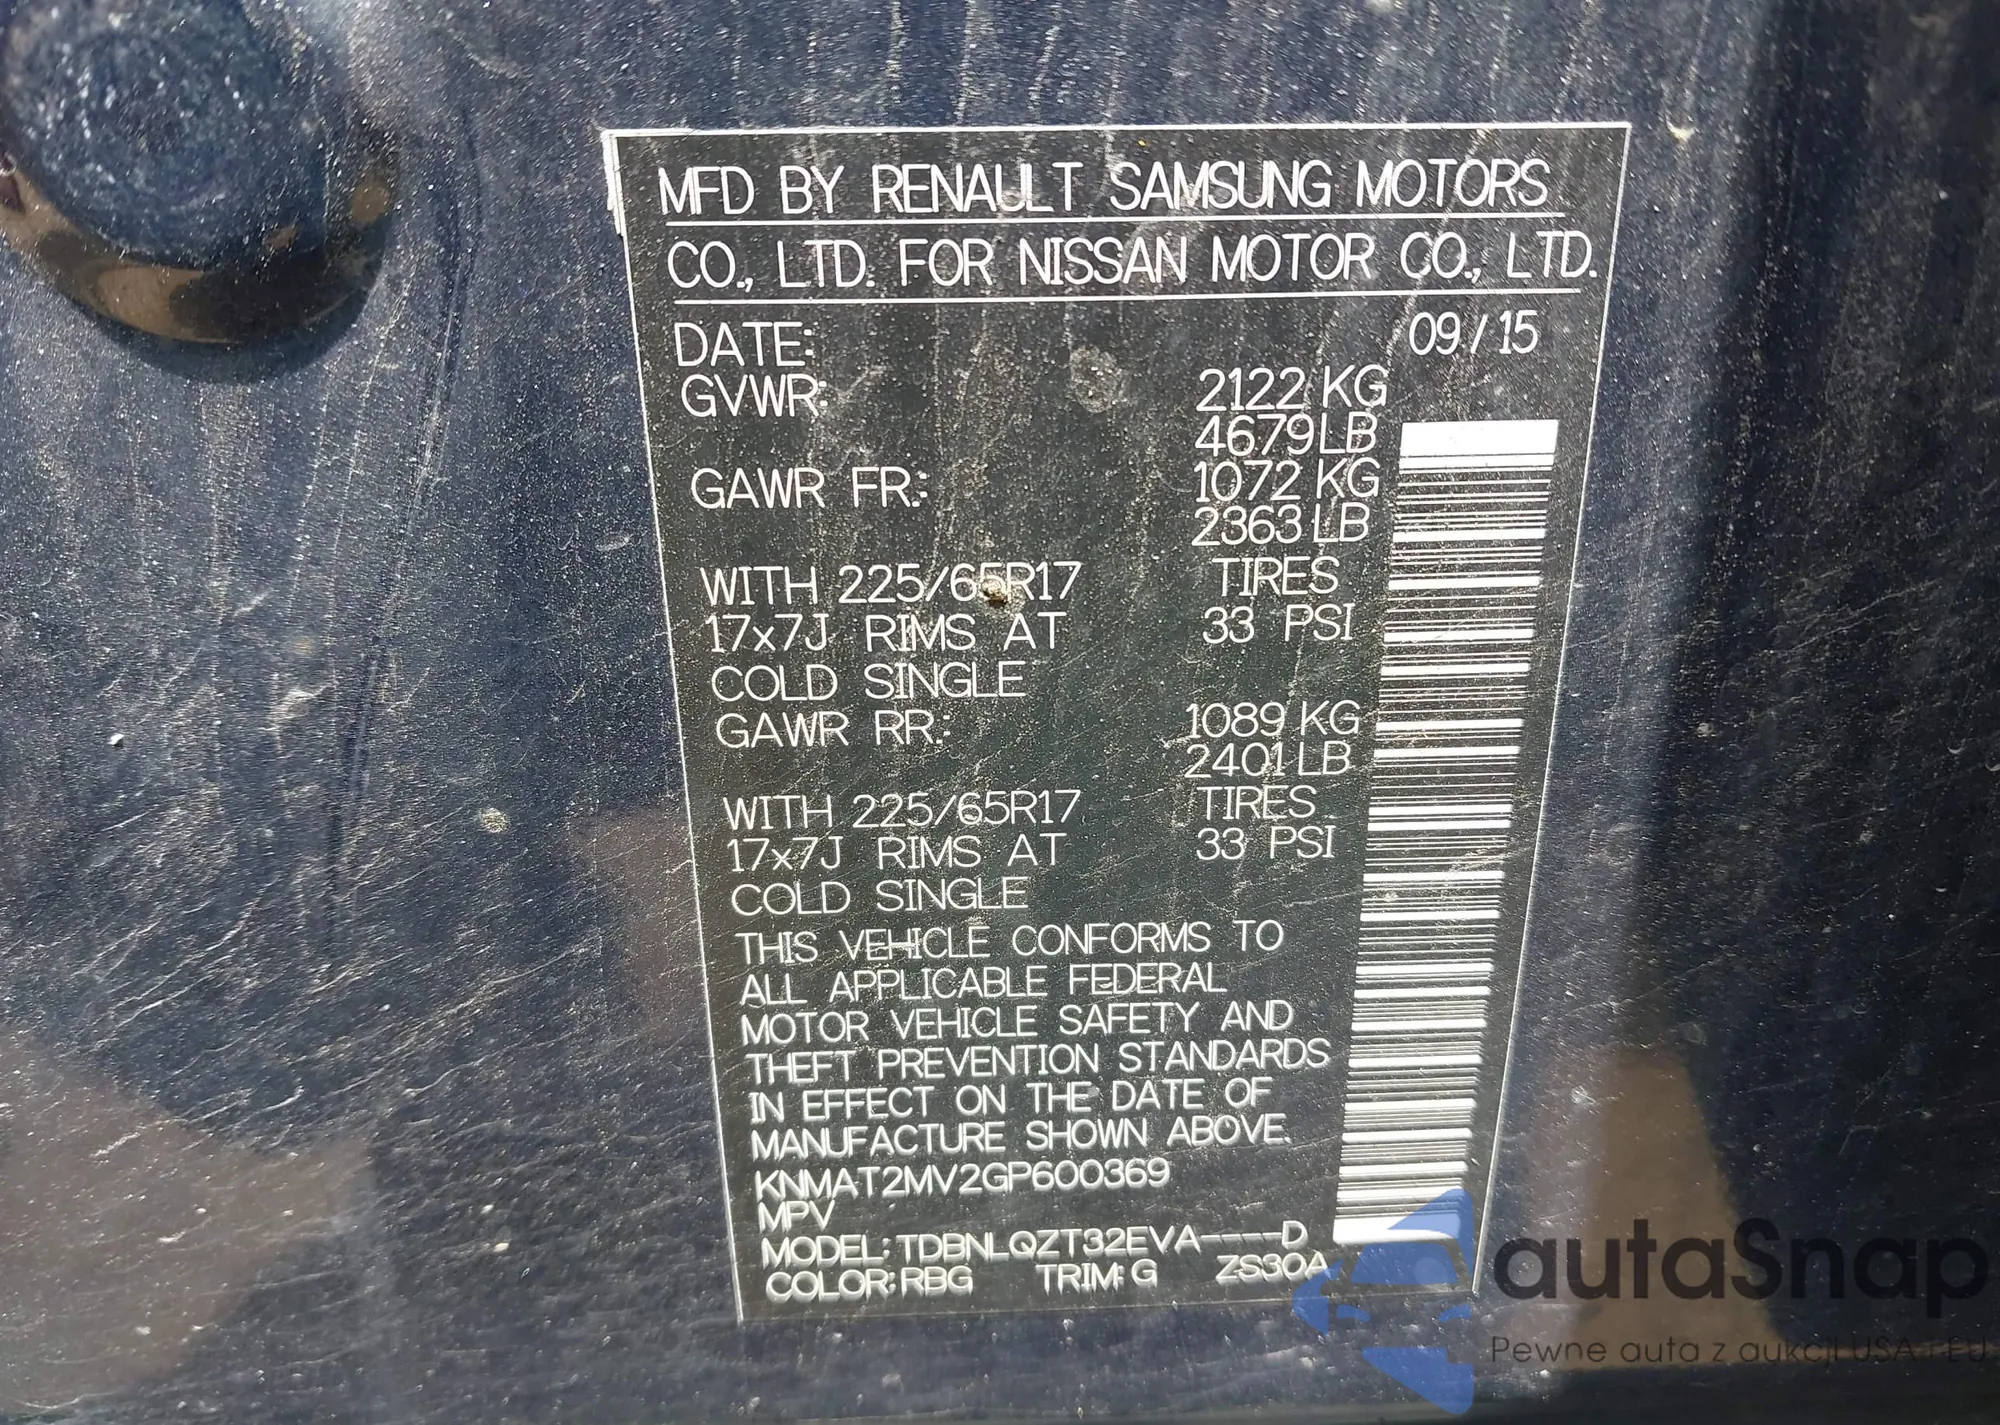 MFD BY RENAULT SAMSUNG MOTORS
CO., LTD. FOR NISSAN MOTOR CO., LTD.
DATE: 09/15
GVWR: 2122 KG
4679 LB
GAWR FR.: 1072 KG
2363 LB
WITH 225/65R17 TIRES
17x7J RIMS AT 33 PSI
COLD SINGLE
GAWR RR.: 1089 KG
2401 LB
WITH 225/65R17 TIRES
17x7J RIMS AT 33 PSI
COLD SINGLE
THIS VEHICLE CONFORMS TO
ALL APPLICABLE FEDERAL
MOTOR VEHICLE SAFETY AND
THEFT PREVENTION STANDARDS
IN EFFECT ON THE DATE OF
MANUFACTURE SHOWN ABOVE.
KNMAT2MV2GP600369
MPV
MODEL: TDBNLQZT32EVA----D
COLOR: RBG TRIM: G ZS30A
autaSnap
Pewne auta z aukcji USA i EU